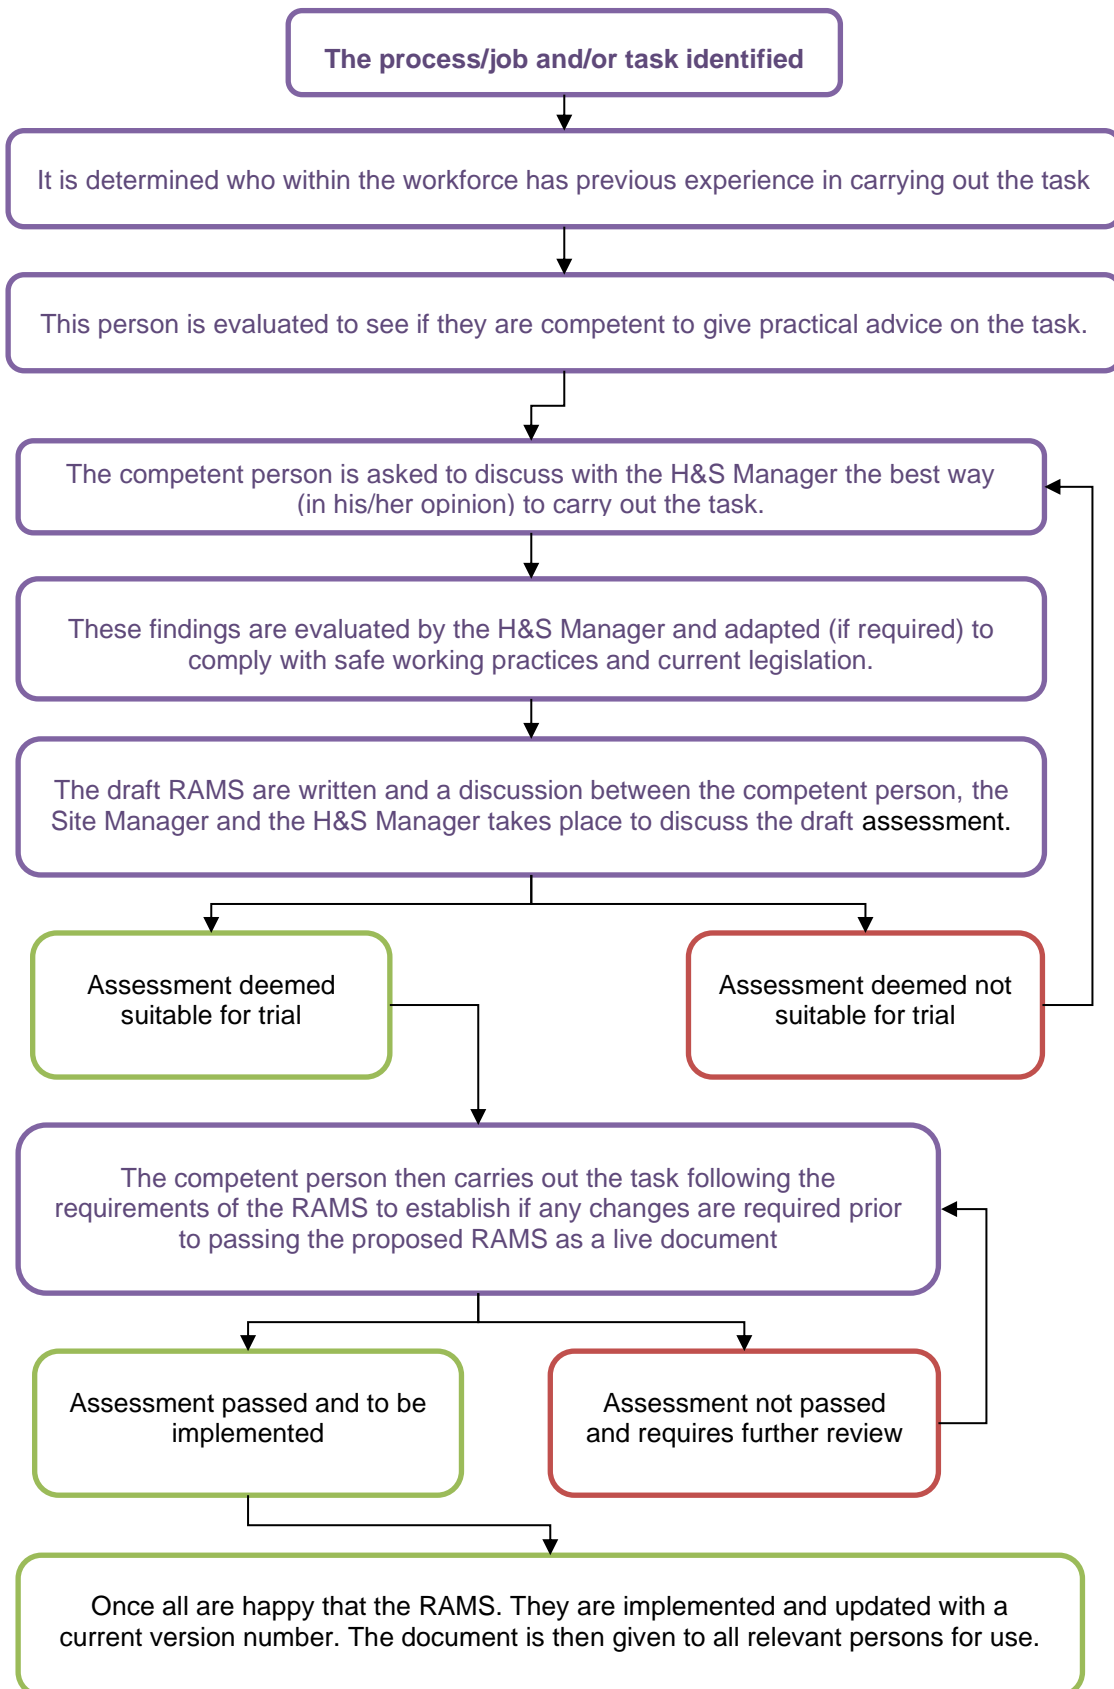 The process/job and/or task identified
It is determined who within the workforce has previous experience in carrying out the task
This person is evaluated to see if they are competent to give practical advice on the task.
The competent person is asked to discuss with the H&S Manager the best way
(in his/her opinion) to carry out the task.
These findings are evaluated by the H&S Manager and adapted (if required) to
comply with safe working practices and current legislation.
The draft RAMS are written and a discussion between the competent person, the
Site Manager and the H&S Manager takes place to discuss the draft assessment.
Assessment deemed
suitable for trial
Assessment deemed not
suitable for trial
The competent person then carries out the task following the
requirements of the RAMS to establish if any changes are required prior
to passing the proposed RAMS as a live document
Assessment passed and to be
implemented
Assessment not passed
and requires further review
Once all are happy that the RAMS. They are implemented and updated with a
current version number. The document is then given to all relevant persons for use.